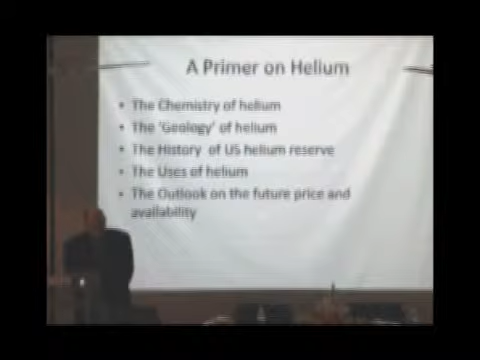 A Primer on Helium
• The Chemistry of helium
• The 'Geology' of helium
• The History of US helium reserve
• The Uses of helium
• The Outlook on the future price and
availability